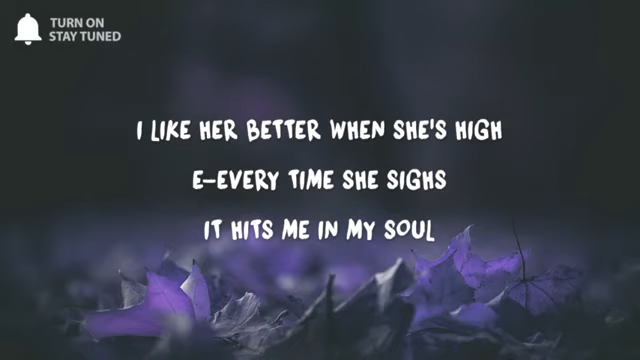 TURN ON
STAY TUNED
I LIKE HER BETTER WHEN SHE'S HIGH
E-EVERY TIME SHE SIGHS
IT HITS ME IN MY SOUL